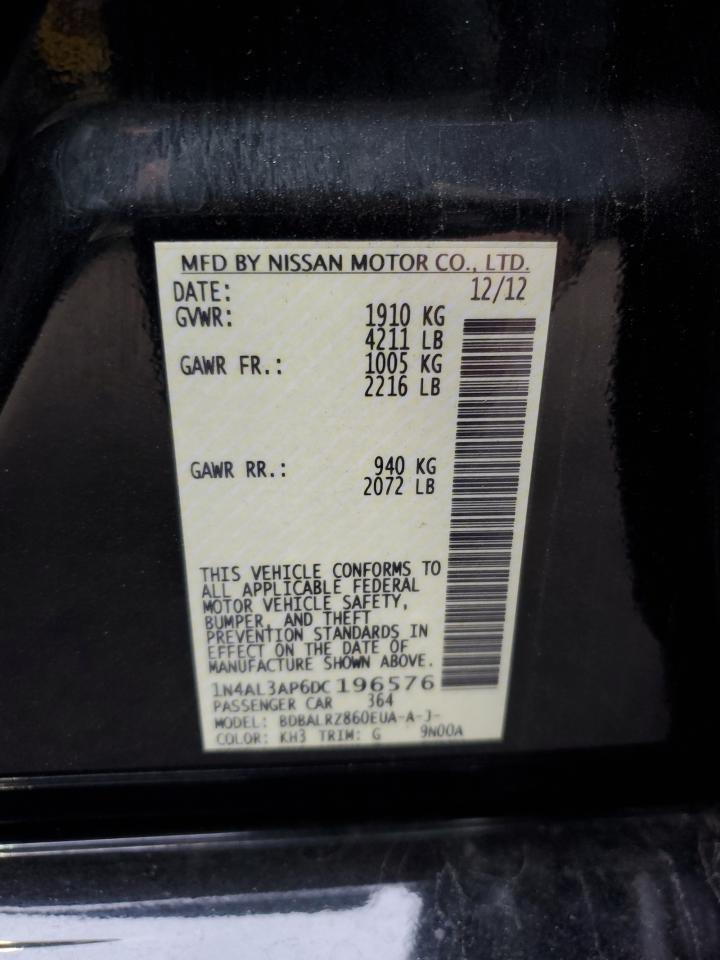 MFD BY NISSAN MOTOR CO., LTD.
DATE: 12/12
GVWR: 1910 KG
4211 LB
GAWR FR.: 1005 KG
2216 LB
GAWR RR.: 940 KG
2072 LB
THIS VEHICLE CONFORMS TO
ALL APPLICABLE FEDERAL
MOTOR VEHICLE SAFETY,
BUMPER, AND THEFT
PREVENTION STANDARDS IN
EFFECT ON THE DATE OF
MANUFACTURE SHOWN ABOVE.
1N4AL3AP6DC196576
PASSENGER CAR 364
MODEL: BDBALRZ860EUA-A-J-
COLOR: KH3 TRIM: G 9N00A